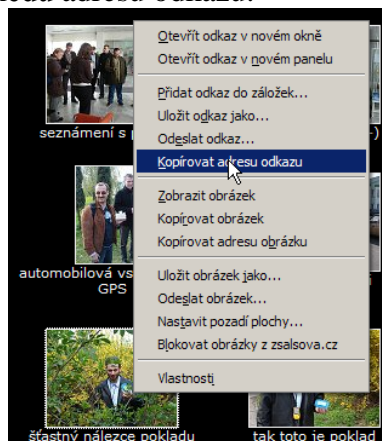 adresu odkazu.
Otevřít odkaz v novém okně
Otevřít odkaz v novém panelu
Přidat odkaz do záložek...
Uložit odkaz jako...
Odeslat odkaz...
Kopírovat adresu odkazu
Zobrazit obrázek
Kopírovat obrázek
Kopírovat adresu obrázku
Uložit obrázek jako...
Odeslat obrázek...
Nastavit pozadí plochy...
Blokovat obrázky z zsalsova.cz
Vlastnosti
seznámení s
automobilová
GPS
šťastný nálezce pokladu
tak toto je poklad